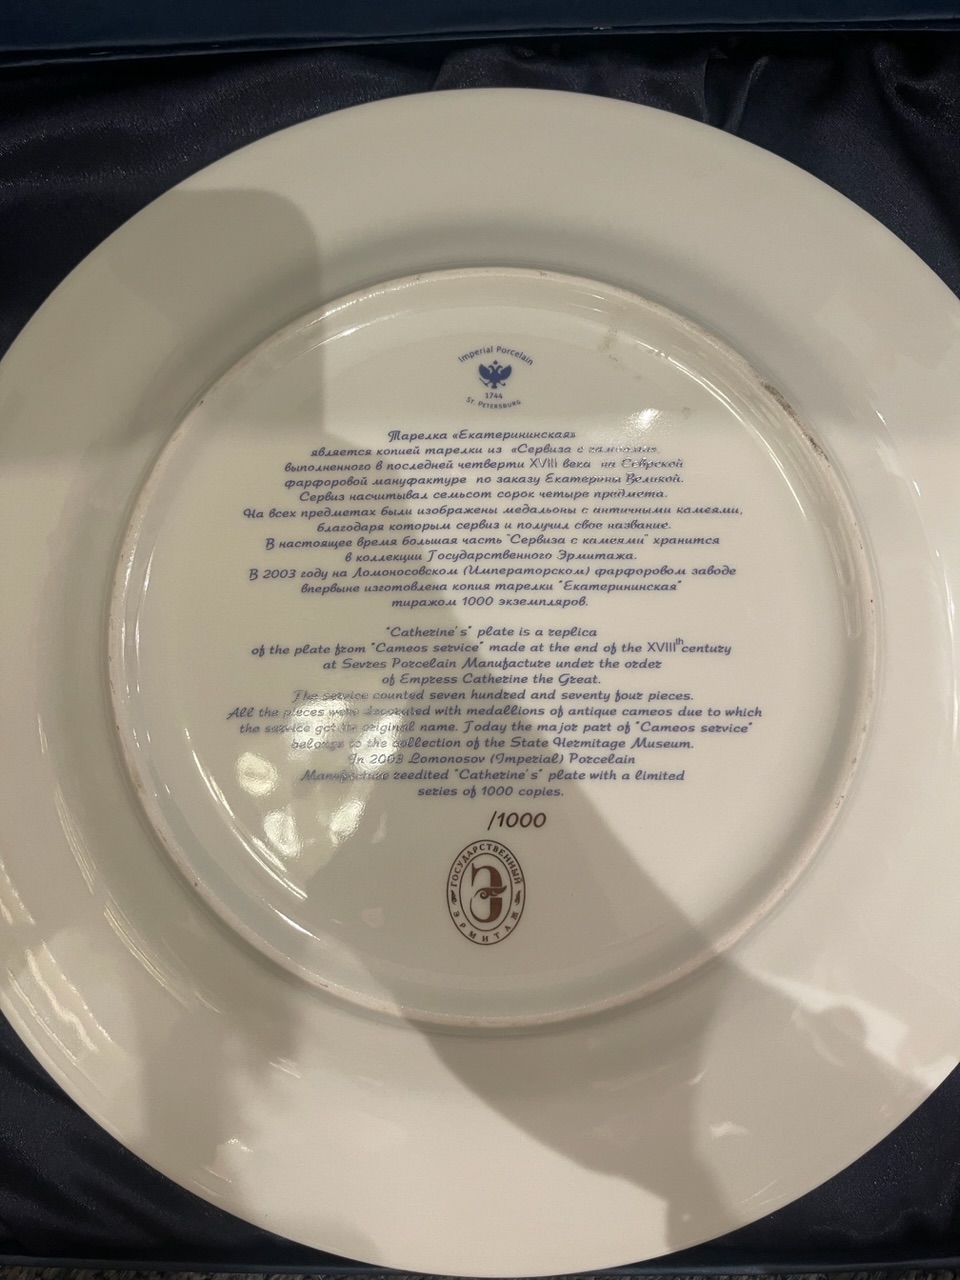 Imperial Porcelain
1744
St. PETERSBURG
Тарелка «Екатерининская»
является копией тарелки из «Сервиза с камеями»,
выполненного в последней четверти XVIII века на Севрской
фарфоровой мануфактуре по заказу Екатерины Великой.
Сервиз насчитывал семьсот сорок четыре предмета.
На всех предметах были изображены медальоны с античными камеями,
благодаря которым сервиз и получил свое название.
В настоящее время большая часть "Сервиза с камеями" хранится
в коллекции Государственного Эрмитажа.
В 2003 году на Ломоносовском (Императорском) фарфоровом заводе
впервые изготовлена копия тарелки "Екатерининская"
тиражом 1000 экземпляров.
"Catherine's" plate is a replica
of the plate from "Cameos service" made at the end of the XVIIIth century
at Sevres Porcelain Manufacture under the order
of Empress Catherine the Great.
The service counted seven hundred and seventy four pieces.
All the pieces were decorated with medallions of antique cameos due to which
the service got its original name. Today the major part of "Cameos service"
belongs to the collection of the State Hermitage Museum.
In 2003 Lomonosov (Imperial) Porcelain
Manufacture reedited "Catherine's" plate with a limited
series of 1000 copies.
/1000
ГОСУДАРСТВЕННЫЙ
Э
ЭРМИТАЖ